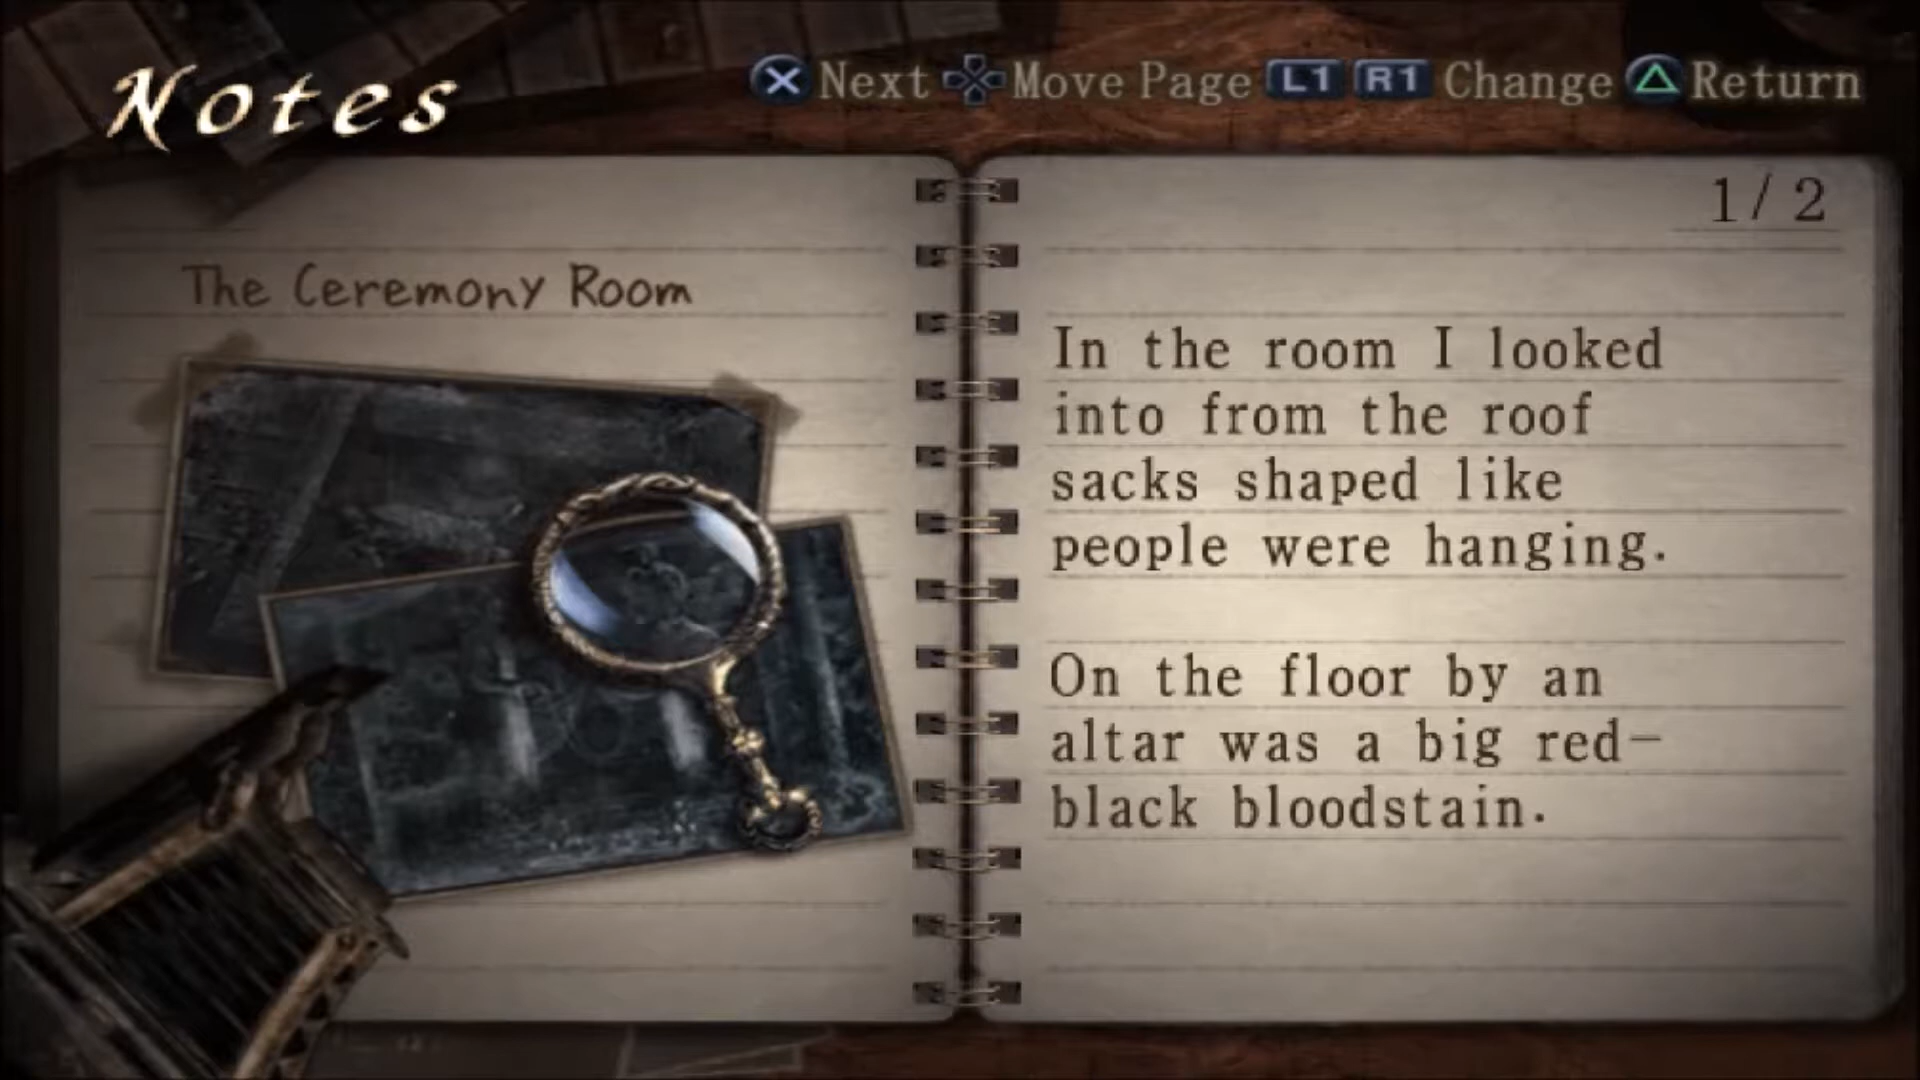 Notes
Next Move Page L1 R1 Change Return
1/2
The Ceremony Room
In the room I looked
into from the roof
sacks shaped like
people were hanging.
On the floor by an
altar was a big red-
black bloodstain.